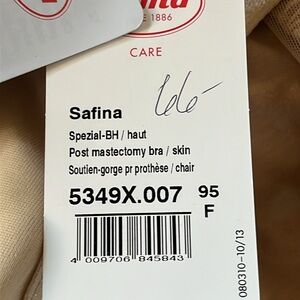 E 1886
CARE
Safina
Spezial-BH / haut
Post mastectomy bra / skin
Soutien-gorge pr prothèse / chair
5349X.007 95
F
4 009706 845843
080310-10/13